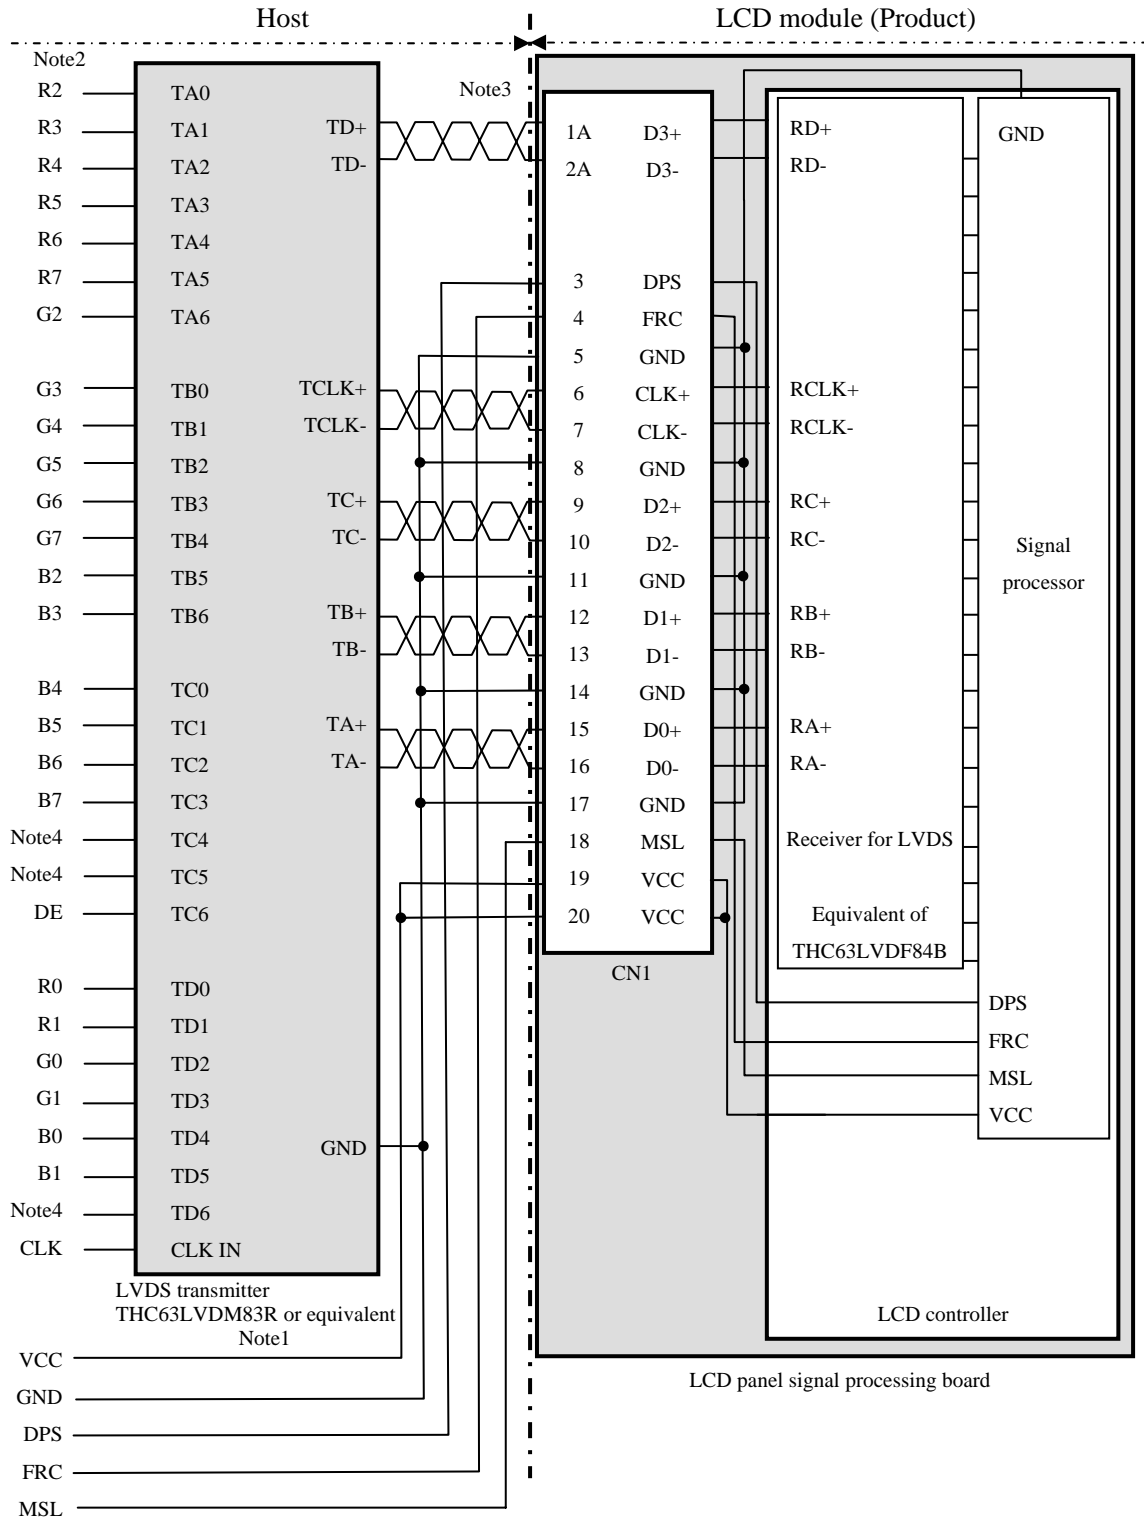 Host
LCD module (Product)
Note2
Note3
R2 TA0
R3 TA1
R4 TA2
R5 TA3
R6 TA4
R7 TA5
G2 TA6
G3 TB0
G4 TB1
G5 TB2
G6 TB3
G7 TB4
B2 TB5
B3 TB6
B4 TC0
B5 TC1
B6 TC2
B7 TC3
Note4 TC4
Note4 TC5
DE TC6
R0 TD0
R1 TD1
G0 TD2
G1 TD3
B0 TD4
B1 TD5
Note4 TD6
CLK CLK IN
TD+
TD-
TCLK+
TCLK-
TC+
TC-
TB+
TB-
TA+
TA-
GND
LVDS transmitter
THC63LVDM83R or equivalent
Note1
VCC
GND
DPS
FRC
MSL
1A D3+
2A D3-
3 DPS
4 FRC
5 GND
6 CLK+
7 CLK-
8 GND
9 D2+
10 D2-
11 GND
12 D1+
13 D1-
14 GND
15 D0+
16 D0-
17 GND
18 MSL
19 VCC
20 VCC
CN1
RD+
RD-
RCLK+
RCLK-
RC+
RC-
RB+
RB-
RA+
RA-
Receiver for LVDS
Equivalent of
THC63LVDF84B
GND
Signal
processor
DPS
FRC
MSL
VCC
LCD controller
LCD panel signal processing board